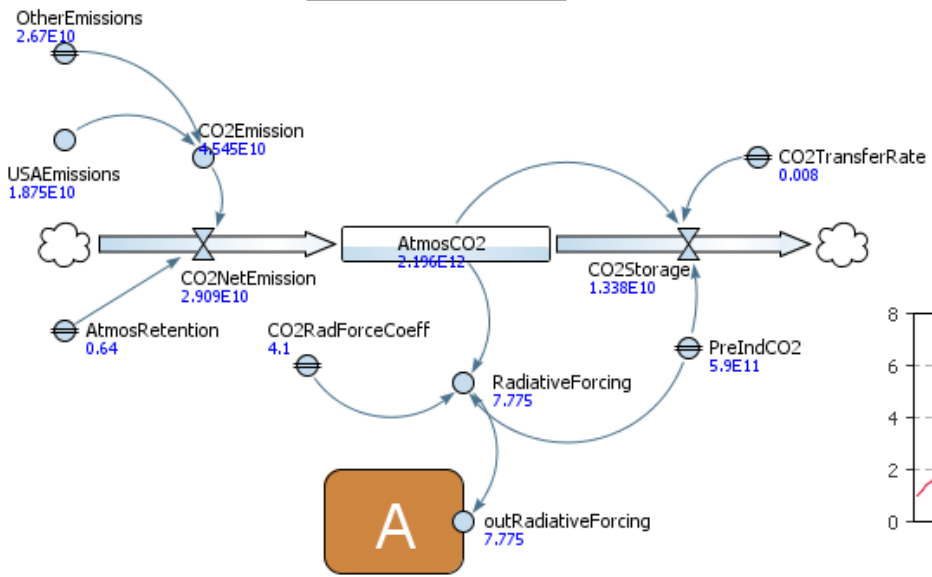 OtherEmissions
2.67E10
CO2Emission
4.545E10
USAEmissions
1.875E10
CO2TransferRate
0.008
AtmosCO2
2.196E12
CO2NetEmission
2.909E10
CO2Storage
1.338E10
AtmosRetention
0.64
CO2RadForceCoeff
4.1
PreIndCO2
5.9E11
RadiativeForcing
7.775
A
outRadiativeForcing
7.775
8
6
4
2
0